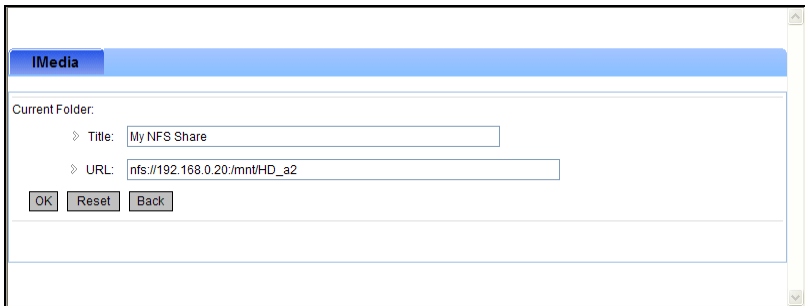 IMedia
Current Folder:
Title: My NFS Share
URL: nfs://192.168.0.20:/mnt/HD_a2
OK Reset Back